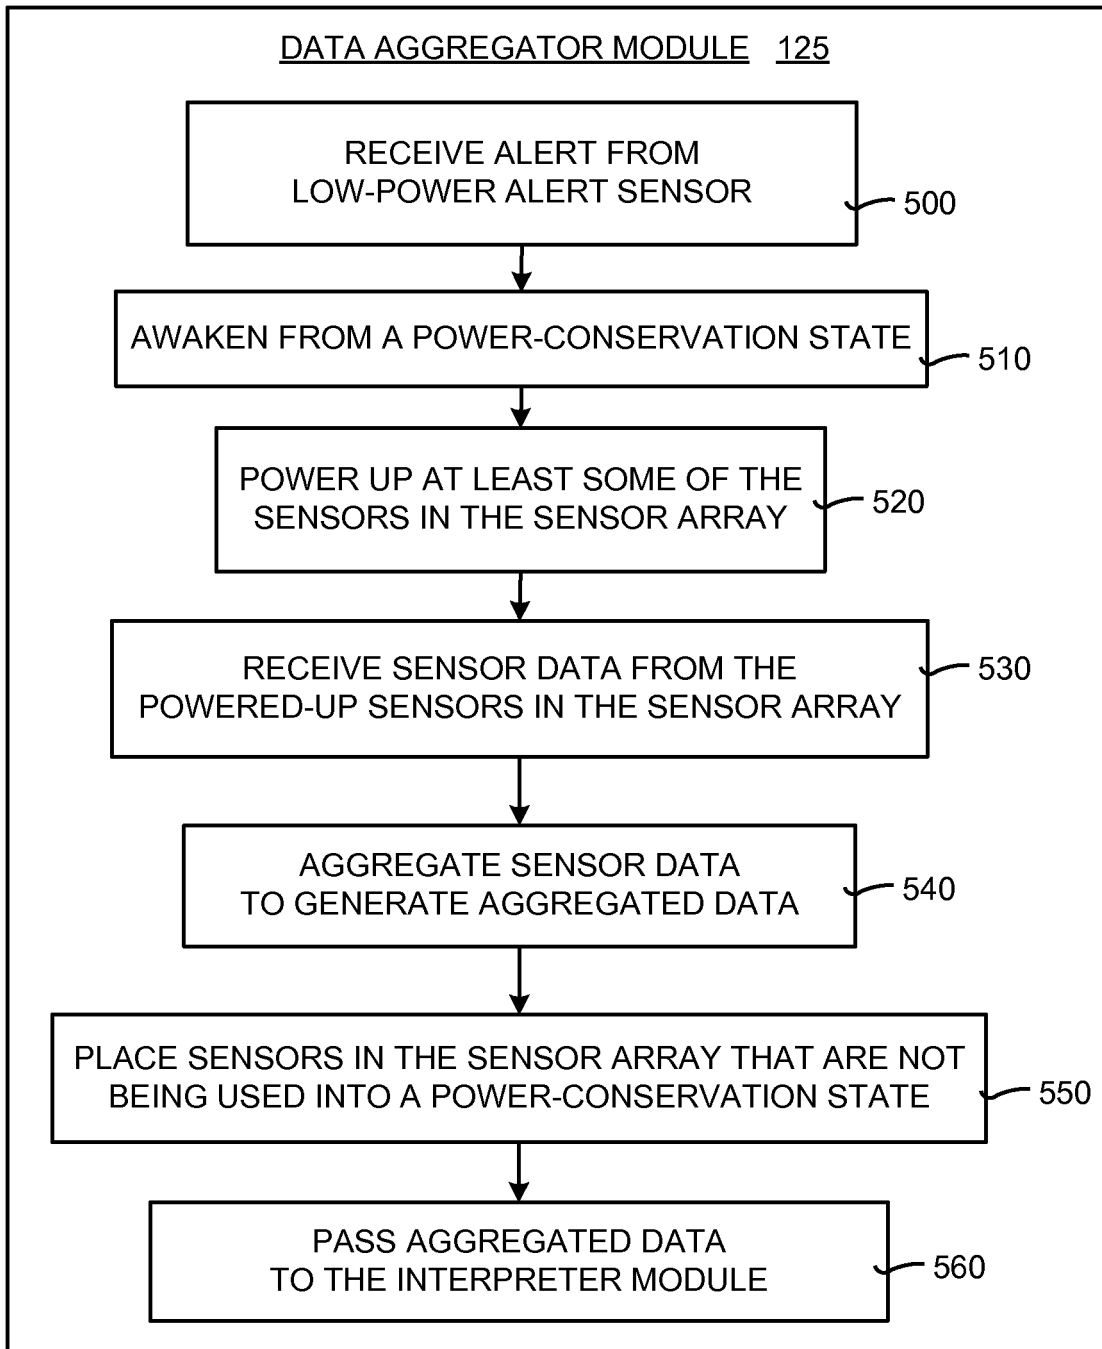 DATA AGGREGATOR MODULE 125
RECEIVE ALERT FROM
LOW-POWER ALERT SENSOR
500
AWAKEN FROM A POWER-CONSERVATION STATE
510
POWER UP AT LEAST SOME OF THE
SENSORS IN THE SENSOR ARRAY
520
RECEIVE SENSOR DATA FROM THE
POWERED-UP SENSORS IN THE SENSOR ARRAY
530
AGGREGATE SENSOR DATA
TO GENERATE AGGREGATED DATA
540
PLACE SENSORS IN THE SENSOR ARRAY THAT ARE NOT
BEING USED INTO A POWER-CONSERVATION STATE
550
PASS AGGREGATED DATA
TO THE INTERPRETER MODULE
560